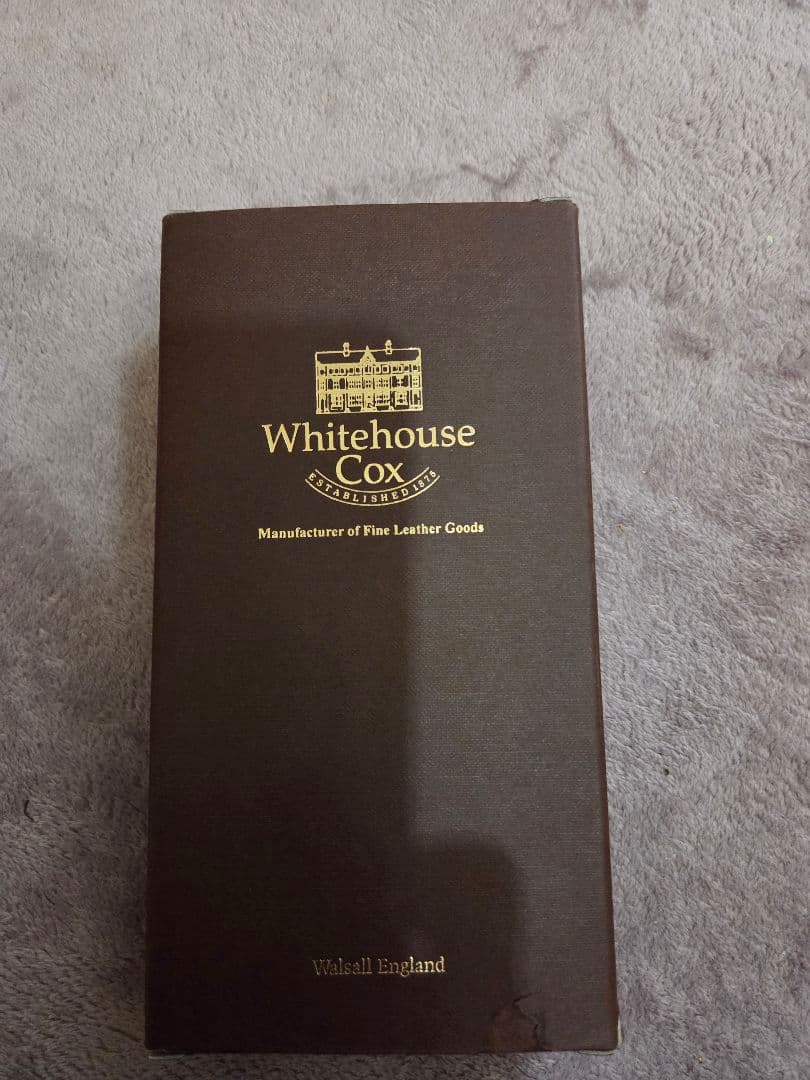 Whitehouse
Cox
ESTABLISHED 1875
Manufacturer of Fine Leather Goods
Walsall England